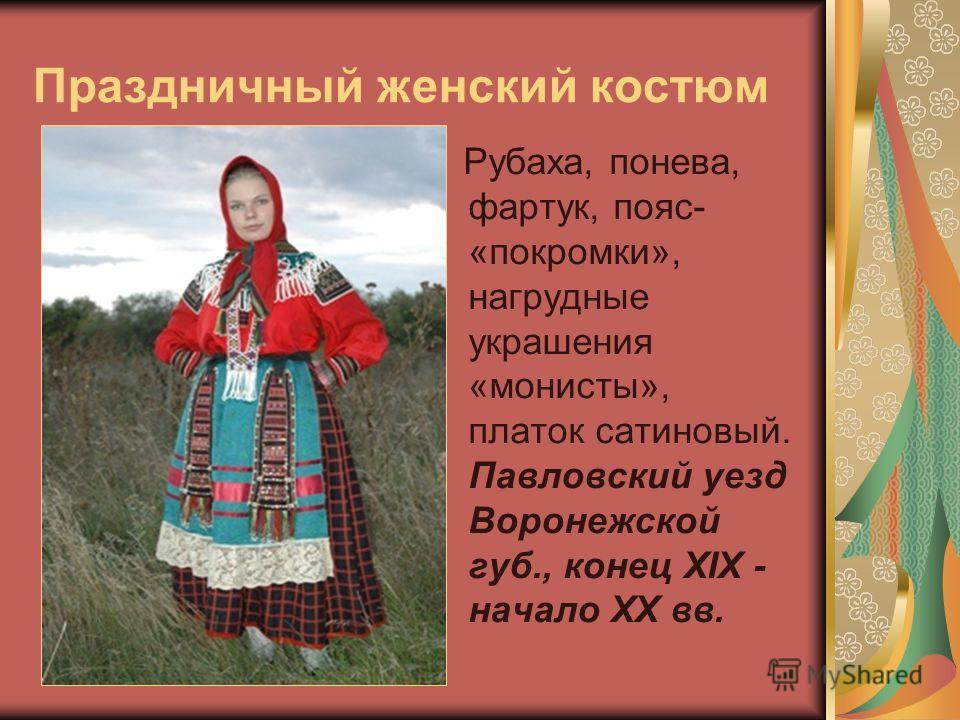 Праздничный женский костюм
Рубаха, понева,
фартук, пояс-
«покромки»,
нагрудные
украшения
«монисты»,
платок сатиновый.
Павловский уезд
Воронежской
губ., конец XIX -
начало XX вв.
MyShared